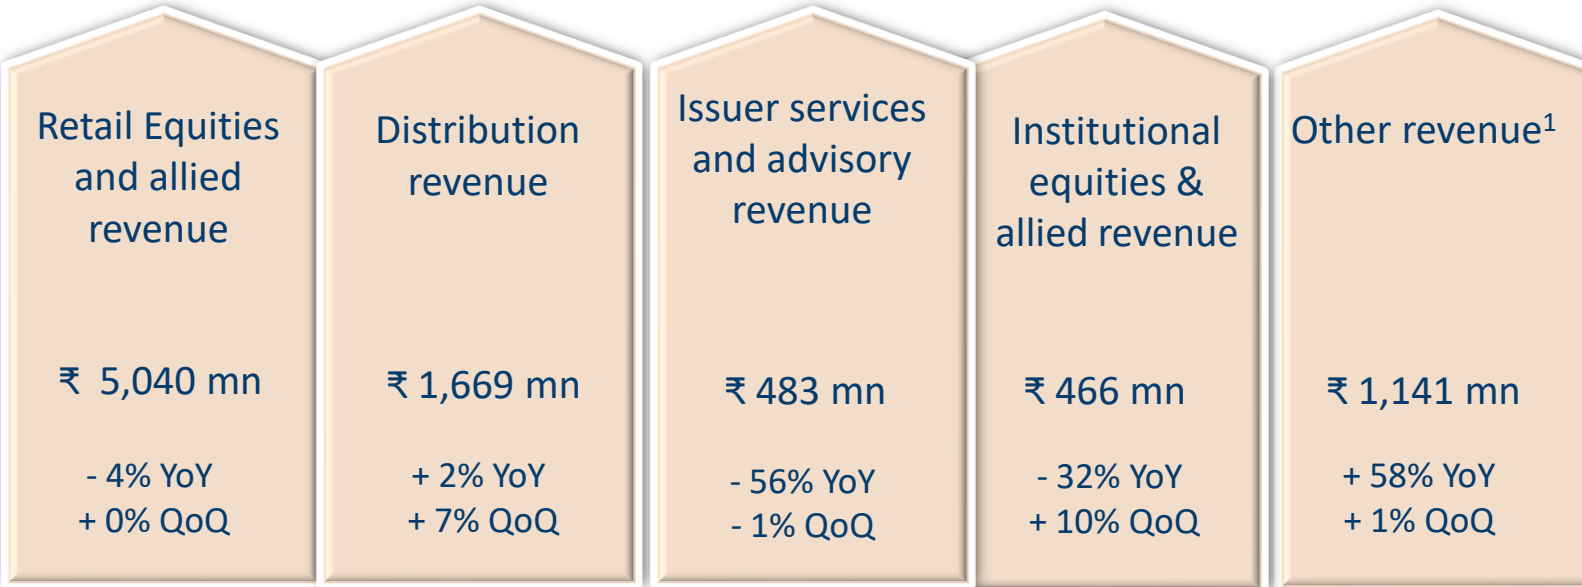 Retail Equities
and allied
revenue
₹ 5,040 mn
- 4% YoY
+ 0% QoQ
Distribution
revenue
₹ 1,669 mn
+ 2% YoY
+ 7% QoQ
Issuer services
and advisory
revenue
₹ 483 mn
- 56% YoY
- 1% QoQ
Institutional
equities &
allied revenue
₹ 466 mn
- 32% YoY
+ 10% QoQ
Other revenue¹
₹ 1,141 mn
+ 58% YoY
+ 1% QoQ